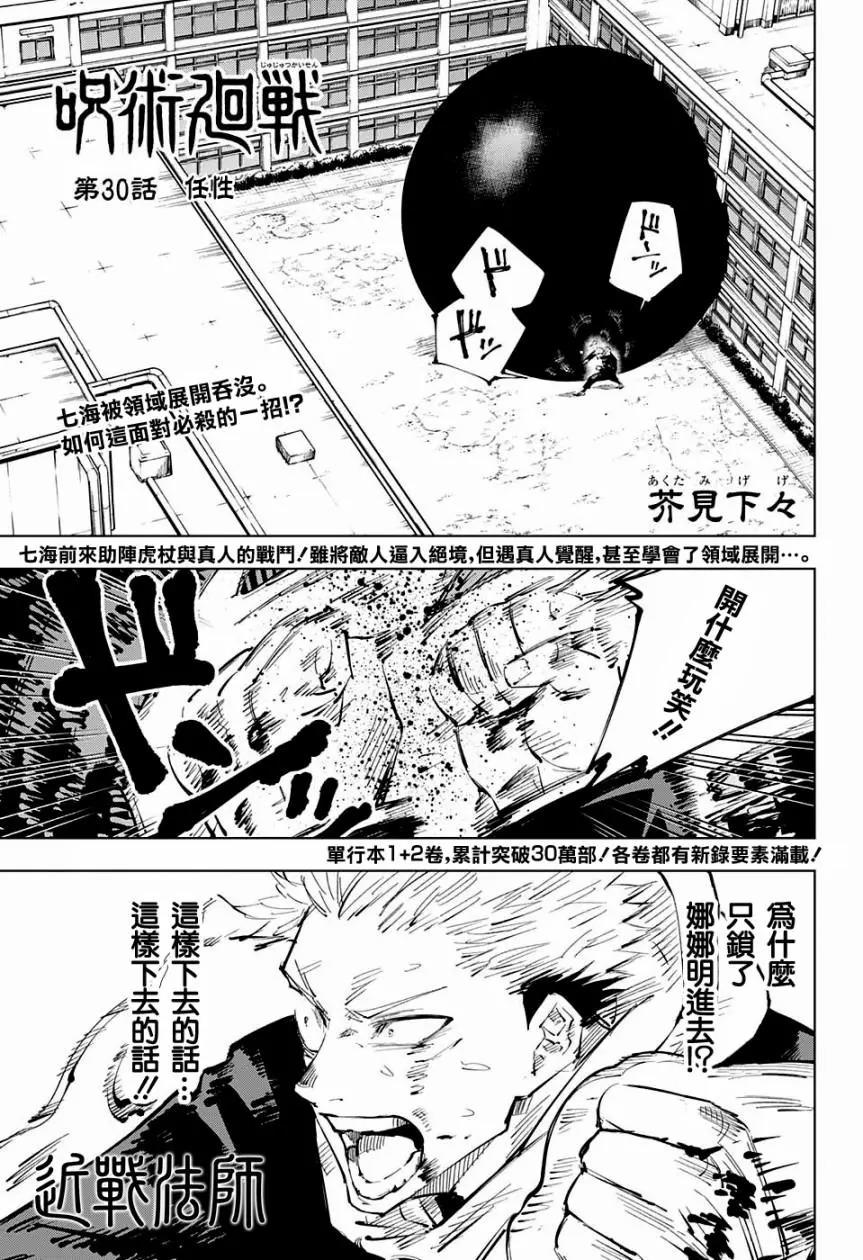 じゅじゅつかいせん
呪術廻戦
第30話 任性
ドドッ
ドーッ
七海被領域展開吞沒。
如何這面對必殺的一招!?
あくたみ げげ
芥見下々
七海前來助陣虎杖與真人的戰鬥!雖將敵人逼入絕境,但遇真人覺醒,甚至學會了領域展開…。
開什麼玩笑!!
ドドッ
單行本1+2卷,累計突破30萬部!各卷都有新錄要素滿載!
為什麼
只鎖了
娜娜明進去!?
這樣下去的話…
這樣下去的話!!
近戰法師